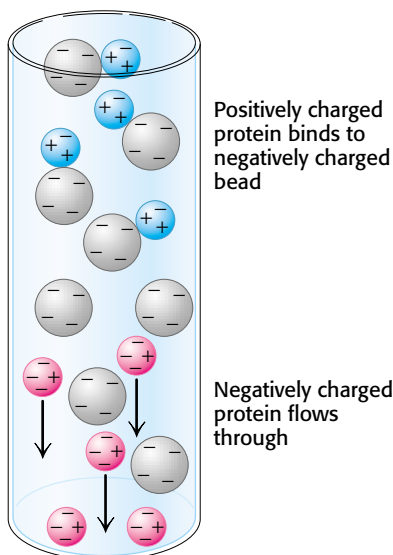 Positively charged
protein binds to
negatively charged
bead
Negatively charged
protein flows
through